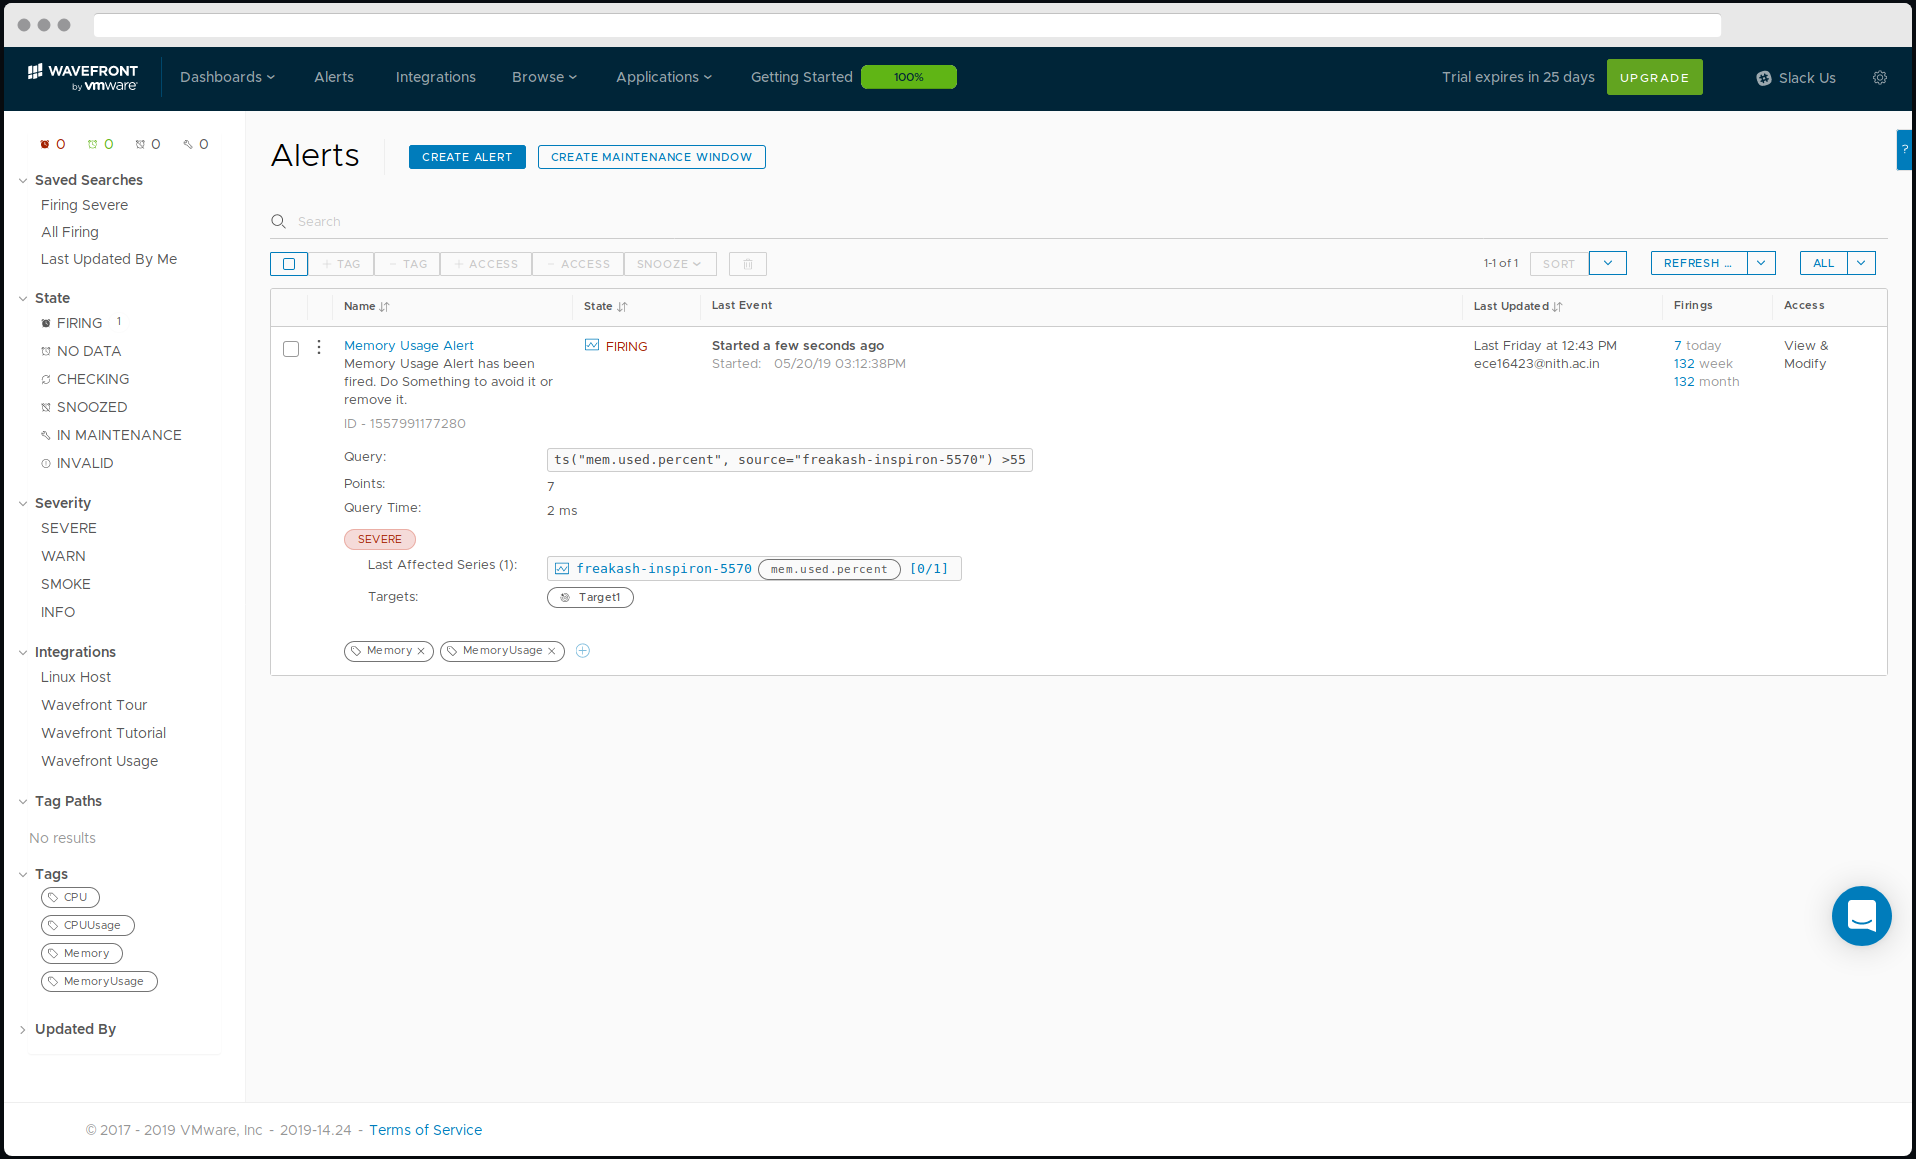 WAVEFRONT
by vmware
Dashboards
Alerts
Integrations
Browse
Applications
Getting Started
100%
Trial expires in 25 days
UPGRADE
Slack Us
0 0 0 0
Saved Searches
Firing Severe
All Firing
Last Updated By Me
State
FIRING 1
NO DATA
CHECKING
SNOOZED
IN MAINTENANCE
INVALID
Severity
SEVERE
WARN
SMOKE
INFO
Integrations
Linux Host
Wavefront Tour
Wavefront Tutorial
Wavefront Usage
Tag Paths
No results
Tags
CPU
CPUUsage
Memory
MemoryUsage
Updated By
Alerts
CREATE ALERT
CREATE MAINTENANCE WINDOW
?
Search
+ TAG
- TAG
+ ACCESS
- ACCESS
SNOOZE
1-1 of 1
SORT
REFRESH ...
ALL
Name
State
Last Event
Last Updated
Firings
Access
Memory Usage Alert
Memory Usage Alert has been
fired. Do Something to avoid it or
remove it.
ID - 1557991177280
FIRING
Started a few seconds ago
Started: 05/20/19 03:12:38PM
Last Friday at 12:43 PM
ece16423@nith.ac.in
7 today
132 week
132 month
View &
Modify
Query: ts("mem.used.percent", source="freakash-inspiron-5570") >55
Points: 7
Query Time: 2 ms
SEVERE
Last Affected Series (1): freakash-inspiron-5570 mem.used.percent [0/1]
Targets: Target1
Memory × MemoryUsage ×
© 2017 - 2019 VMware, Inc - 2019-14.24 - Terms of Service